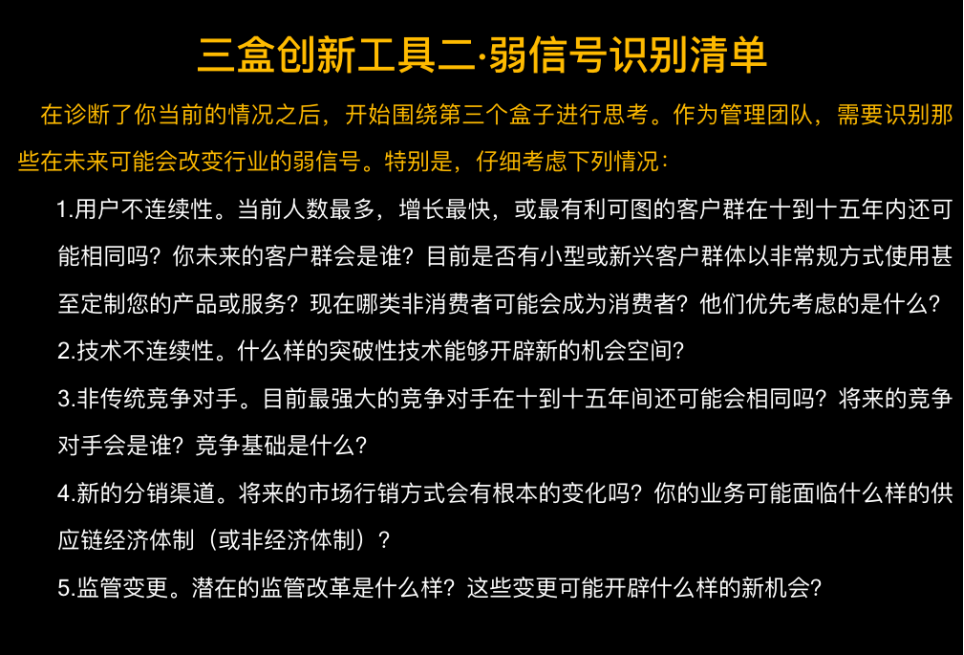 三盒创新工具二·弱信号识别清单
在诊断了你当前的情况之后，开始围绕第三个盒子进行思考。作为管理团队，需要识别那
些在未来可能会改变行业的弱信号。特别是，仔细考虑下列情况：
1.用户不连续性。当前人数最多，增长最快，或最有利可图的客户群在十到十五年内还可
能相同吗？你未来的客户群会是谁？目前是否有小型或新兴客户群体以非常规方式使用甚
至定制您的产品或服务？现在哪类非消费者可能会成为消费者？他们优先考虑的是什么？
2.技术不连续性。什么样的突破性技术能够开辟新的机会空间？
3.非传统竞争对手。目前最强大的竞争对手在十到十五年间还可能会相同吗？将来的竞争
对手会是谁？竞争基础是什么？
4.新的分销渠道。将来的市场行销方式会有根本的变化吗？你的业务可能面临什么样的供
应链经济体制（或非经济体制）？
5.监管变更。潜在的监管改革是什么样？这些变更可能开辟什么样的新机会？